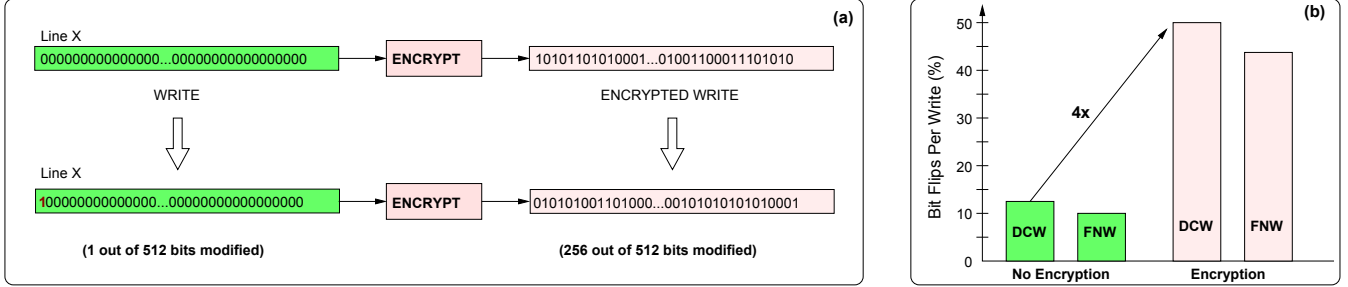 (a)
Line X
000000000000000...00000000000000000
ENCRYPT
10101101010001...01001100011101010
WRITE
ENCRYPTED WRITE
Line X
100000000000000...00000000000000000
ENCRYPT
010101001101000...00101010101010001
(1 out of 512 bits modified)
(256 out of 512 bits modified)
(b)
Bit Flips Per Write (%)
50
40
30
20
10
0
4x
DCW
FNW
DCW
FNW
No Encryption
Encryption